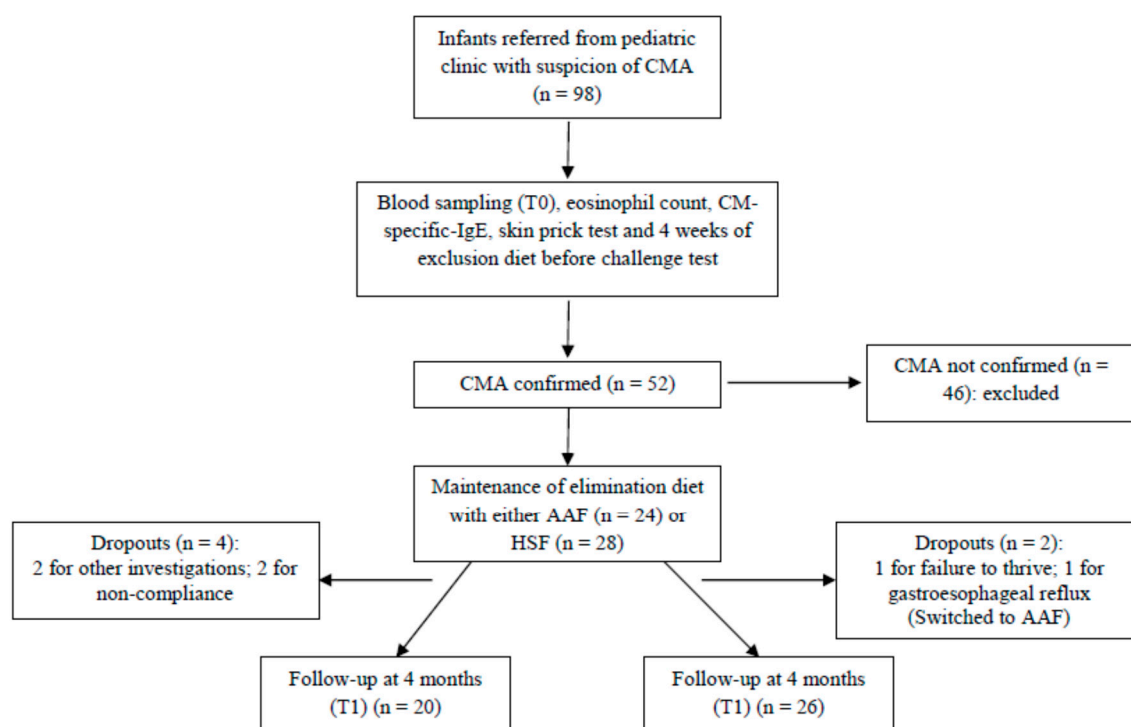 Infants referred from pediatric
clinic with suspicion of CMA
(n = 98)
Blood sampling (T0), eosinophil count, CM-
specific-IgE, skin prick test and 4 weeks of
exclusion diet before challenge test
CMA confirmed (n = 52)
CMA not confirmed (n =
46): excluded
Maintenance of elimination diet
with either AAF (n = 24) or
HSF (n = 28)
Dropouts (n = 4):
2 for other investigations; 2 for
non-compliance
Dropouts (n = 2):
1 for failure to thrive; 1 for
gastroesophageal reflux
(Switched to AAF)
Follow-up at 4 months
(T1) (n = 20)
Follow-up at 4 months
(T1) (n = 26)